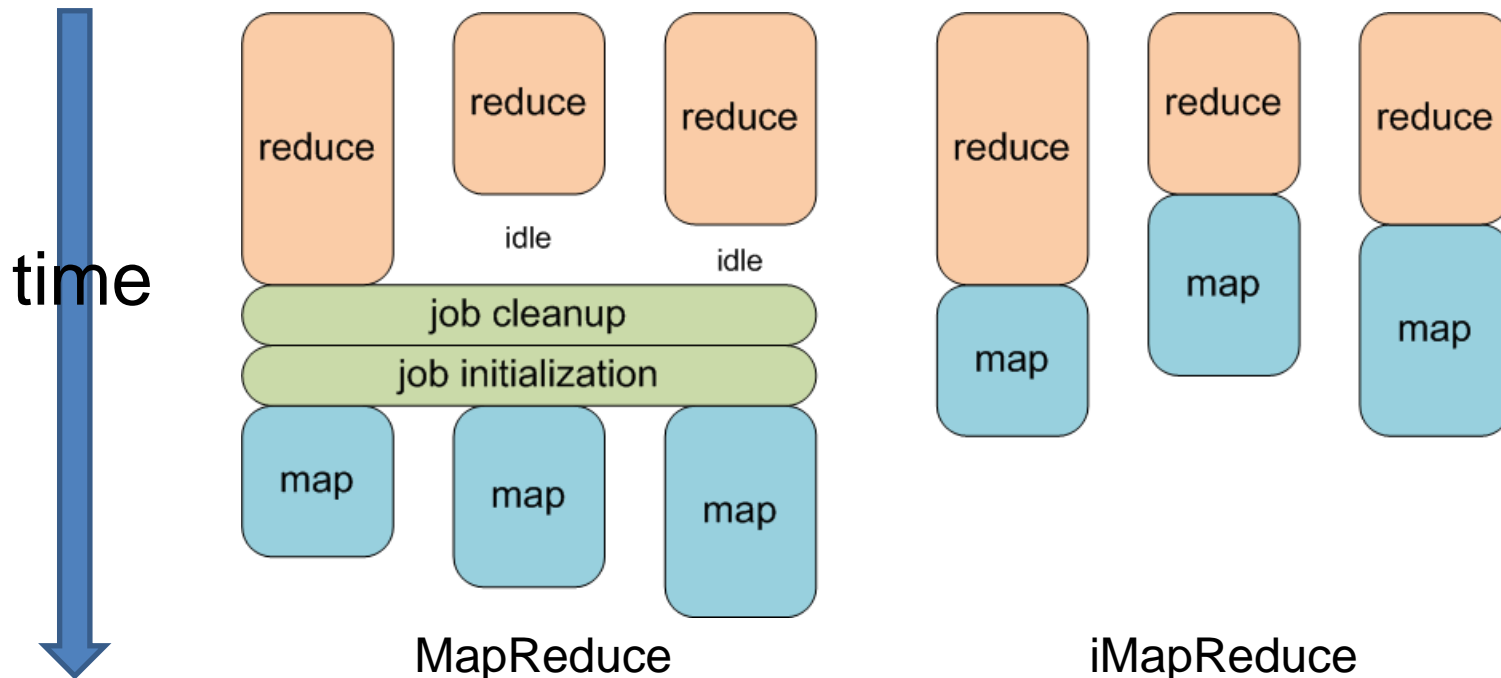 time
reduce
reduce
reduce
idle
idle
job cleanup
job initialization
map
map
map
MapReduce
reduce
reduce
reduce
map
map
map
iMapReduce